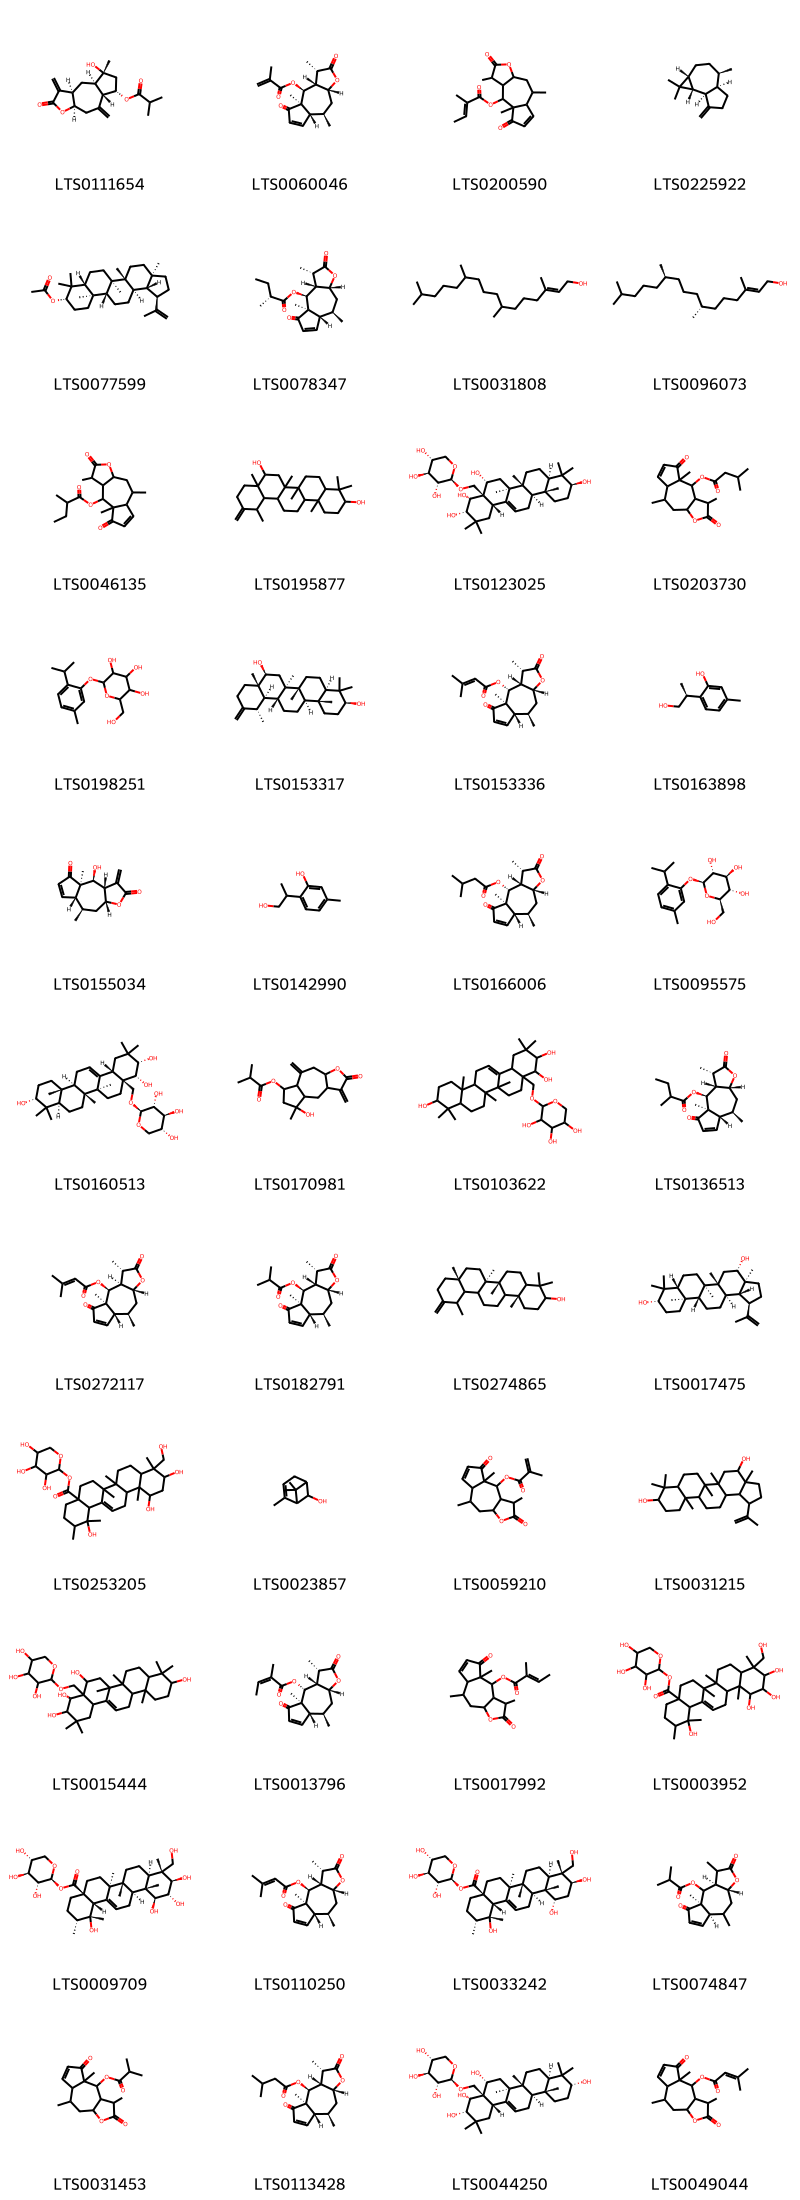 LTS0111654 LTS0060046 LTS0200590 LTS0225922
LTS0077599 LTS0078347 LTS0031808 LTS0096073
LTS0046135 LTS0195877 LTS0123025 LTS0203730
LTS0198251 LTS0153317 LTS0153336 LTS0163898
LTS0155034 LTS0142990 LTS0166006 LTS0095575
LTS0160513 LTS0170981 LTS0103622 LTS0136513
LTS0272117 LTS0182791 LTS0274865 LTS0017475
LTS0253205 LTS0023857 LTS0059210 LTS0031215
LTS0015444 LTS0013796 LTS0017992 LTS0003952
LTS0009709 LTS0110250 LTS0033242 LTS0074847
LTS0031453 LTS0113428 LTS0044250 LTS0049044